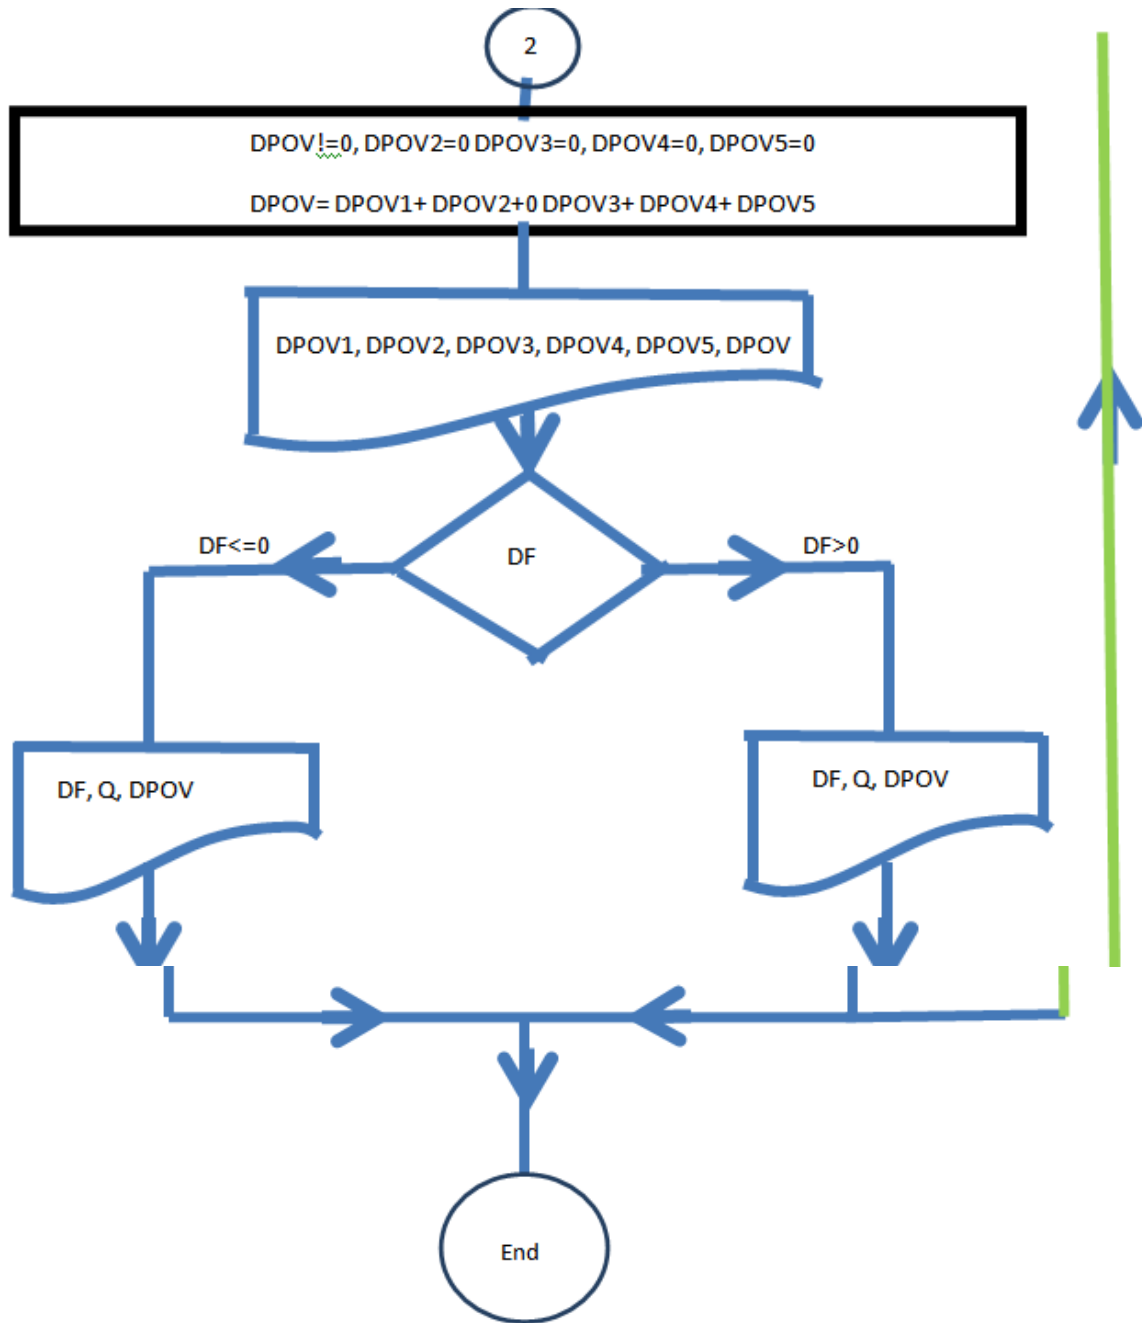 2
DPOV!=0, DPOV2=0 DPOV3=0, DPOV4=0, DPOV5=0
DPOV= DPOV1+ DPOV2+0 DPOV3+ DPOV4+ DPOV5
DPOV1, DPOV2, DPOV3, DPOV4, DPOV5, DPOV
DF<=0
DF
DF>0
DF, Q, DPOV
DF, Q, DPOV
End